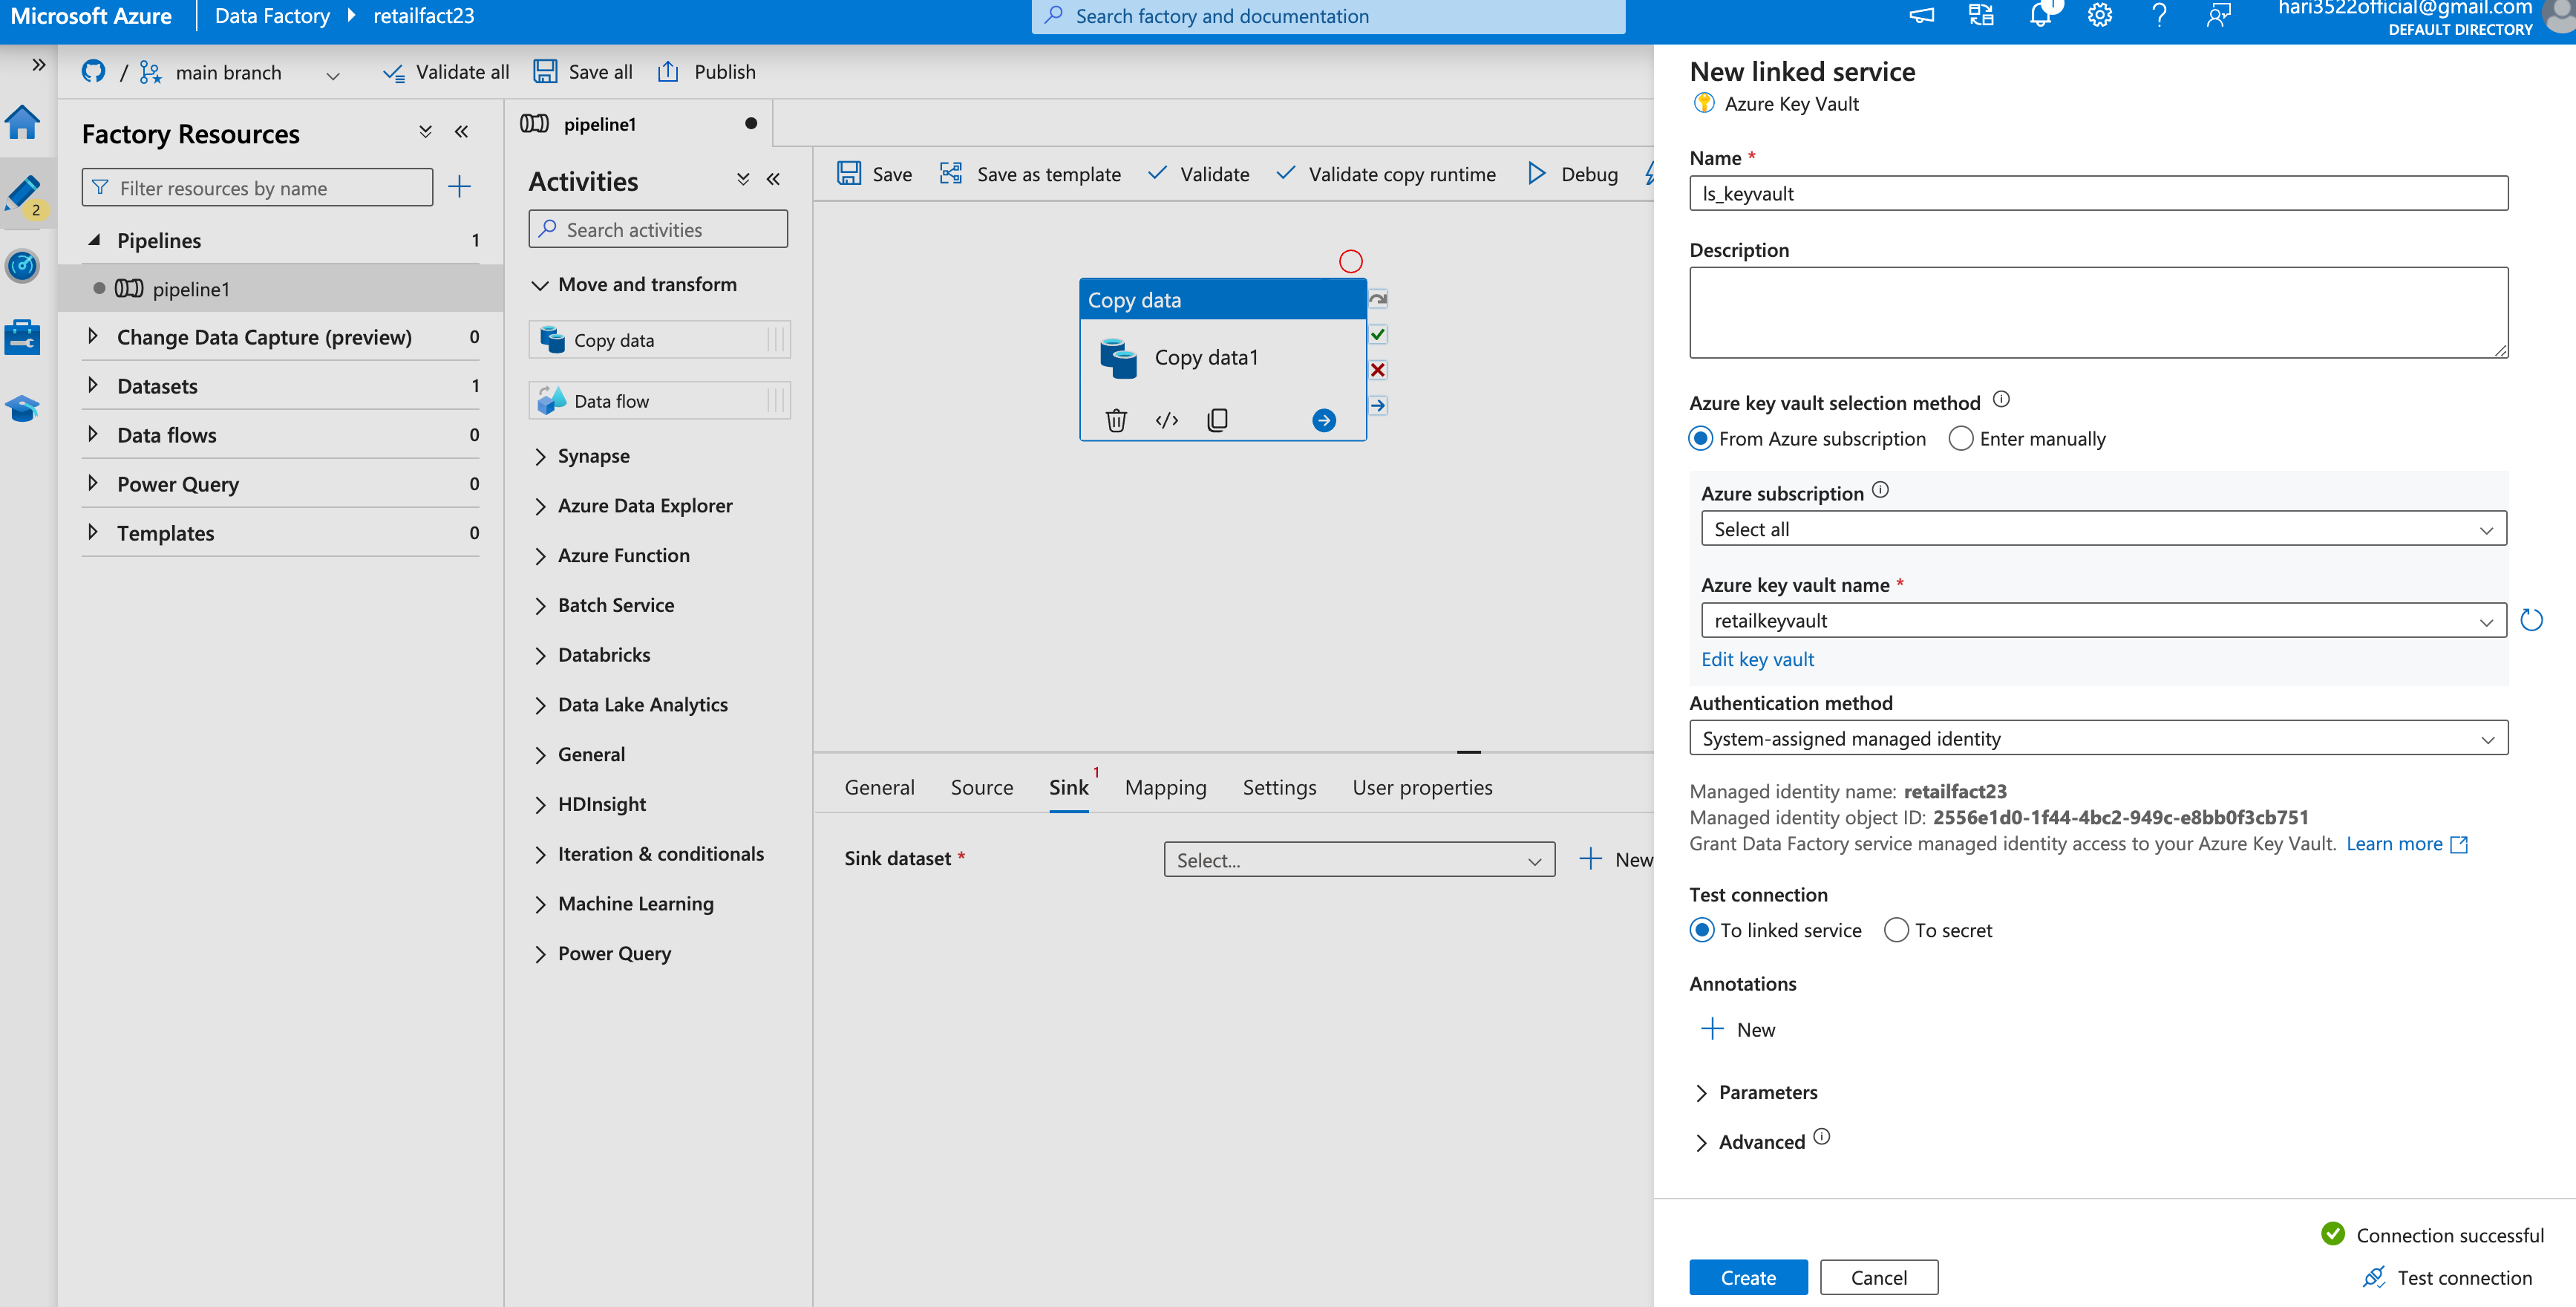 Microsoft Azure
Data Factory
retailfact23
Search factory and documentation
1
hari3522official@gmail.com
DEFAULT DIRECTORY
/ main branch
Validate all
Save all
Publish
2
Factory Resources
Filter resources by name
Pipelines 1
pipeline1
Change Data Capture (preview) 0
Datasets 1
Data flows 0
Power Query 0
Templates 0
pipeline1
Activities
Search activities
Move and transform
Copy data
Data flow
Synapse
Azure Data Explorer
Azure Function
Batch Service
Databricks
Data Lake Analytics
General
HDInsight
Iteration & conditionals
Machine Learning
Power Query
Save
Save as template
Validate
Validate copy runtime
Debug
Copy data
Copy data1
General
Source
Sink 1
Mapping
Settings
User properties
Sink dataset *
Select...
New
New linked service
Azure Key Vault
Name *
ls_keyvault
Description
Azure key vault selection method
From Azure subscription
Enter manually
Azure subscription
Select all
Azure key vault name *
retailkeyvault
Edit key vault
Authentication method
System-assigned managed identity
Managed identity name: retailfact23
Managed identity object ID: 2556e1d0-1f44-4bc2-949c-e8bb0f3cb751
Grant Data Factory service managed identity access to your Azure Key Vault. Learn more
Test connection
To linked service
To secret
Annotations
New
Parameters
Advanced
Connection successful
Create
Cancel
Test connection